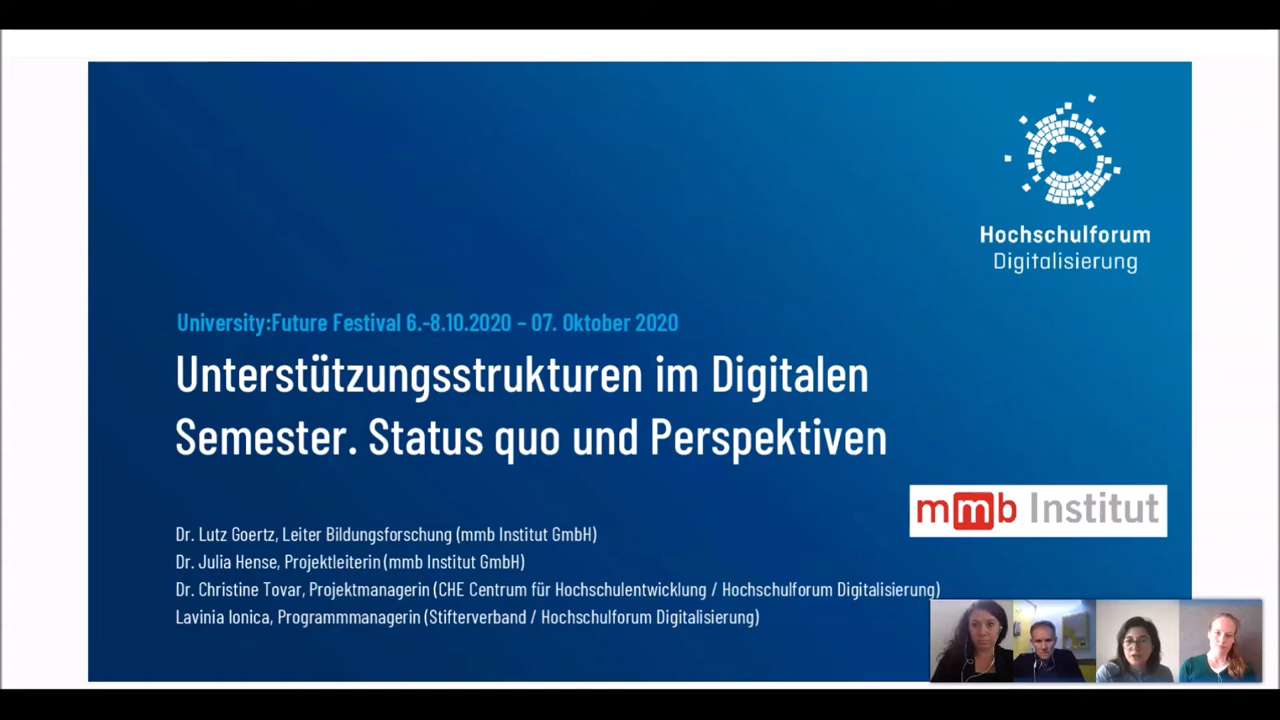 Hochschulforum
Digitalisierung
University:Future Festival 6.-8.10.2020 – 07. Oktober 2020
Unterstützungsstrukturen im Digitalen
Semester. Status quo und Perspektiven
mmb Institut
Dr. Lutz Goertz, Leiter Bildungsforschung (mmb Institut GmbH)
Dr. Julia Hense, Projektleiterin (mmb Institut GmbH)
Dr. Christine Tovar, Projektmanagerin (CHE Centrum für Hochschulentwicklung / Hochschulforum Digitalisierung)
Lavinia Ionica, Programmmanagerin (Stifterverband / Hochschulforum Digitalisierung)